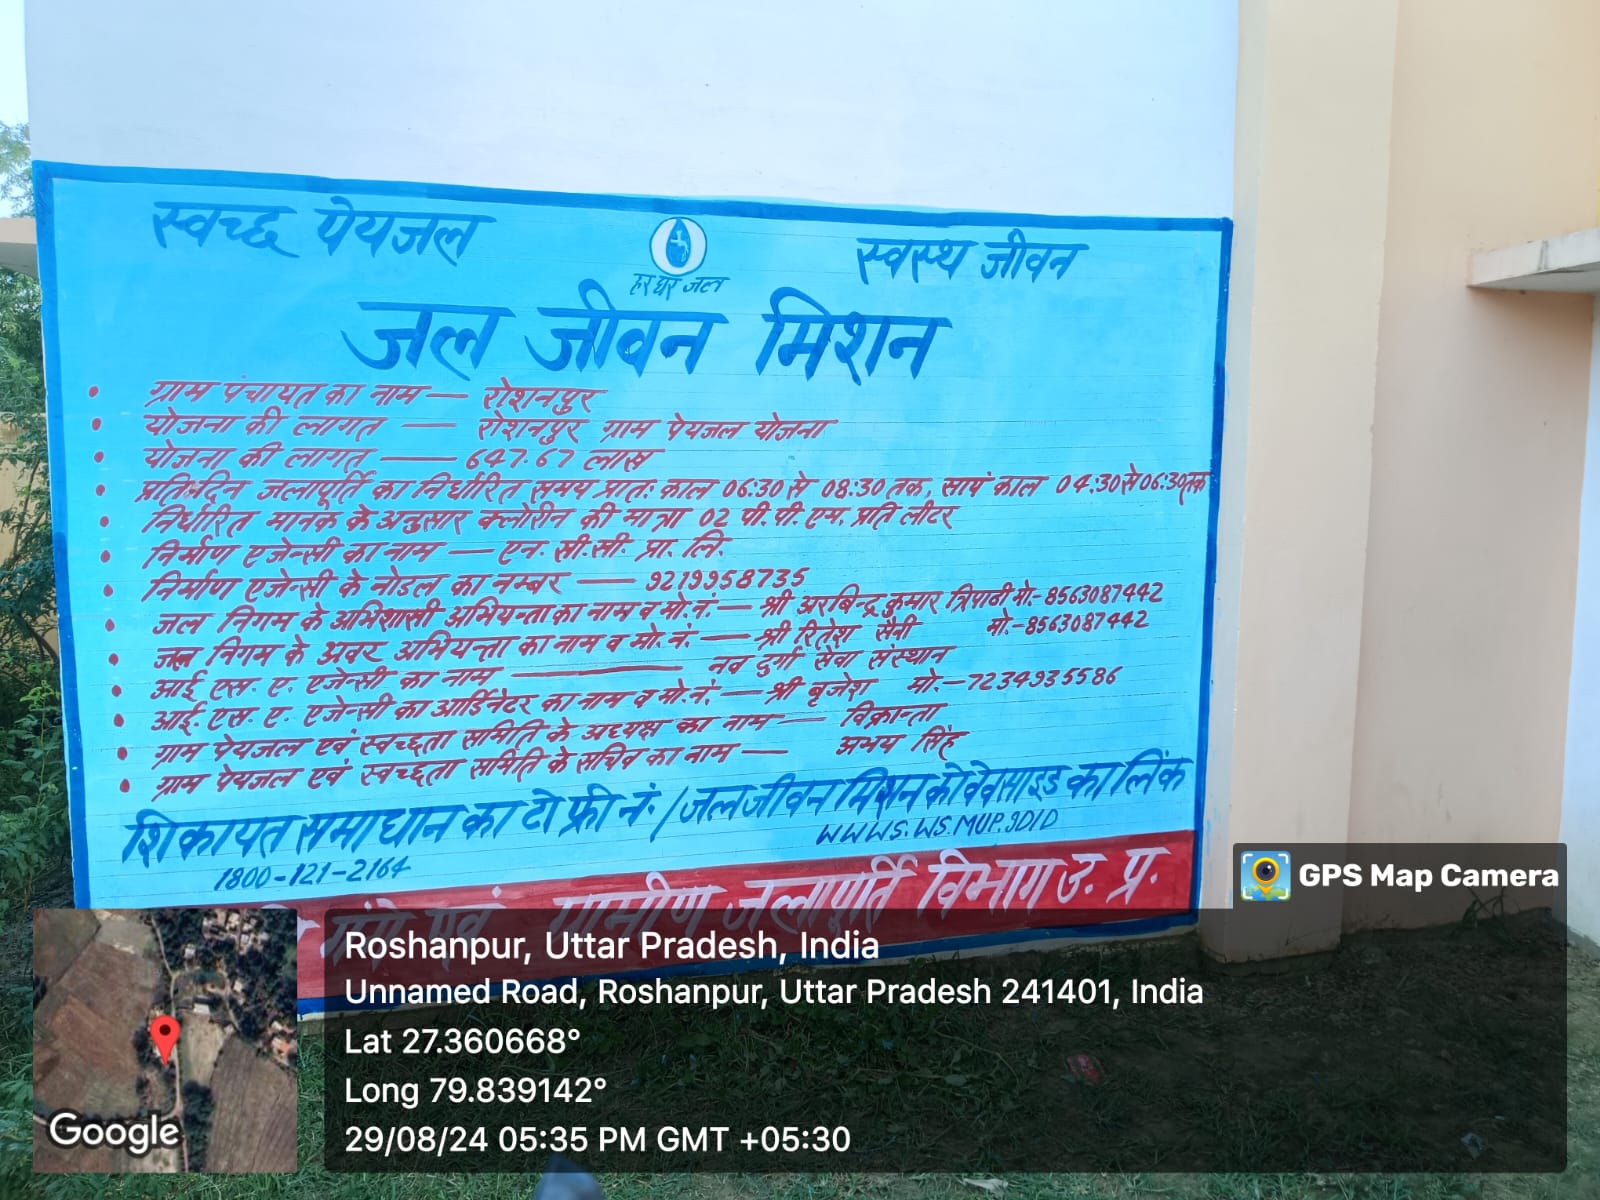 स्वच्छ पेयजल
स्वस्थ जीवन
हर घर जल
जल जीवन मिशन
• ग्राम पंचायत का नाम — रोशनपुर
• योजना की लागत — रोशनपुर ग्राम पेयजल योजना
• योजना की लागत — 647.67 लाख
• प्रतिदिन जलापूर्ति का निर्धारित समय प्रातः काल 06:30 से 08:30 तक, सायं काल 04:30 से 06:30 तक
• निर्धारित मानक के अनुसार क्लोरीन की मात्रा 02 पी.पी.एम. प्रति लीटर
• निर्माण एजेन्सी का नाम — एन. सी.सी. प्रा. लि.
• निर्माण एजेन्सी के नोडल का नम्बर — 9219958735
• जल निगम के अभिशासी अभियन्ता का नाम व मो.नं. — श्री अरबिन्द्र कुमार त्रिपाठी मो.- 8563087442
• जल निगम के अवर अभियन्ता का नाम व मो. नं. — श्री रितेश सैनी मो.- 8563087442
• आई एस. ए. एजेन्सी का नाम — नव दुर्गा सेवा संस्थान
• आई. एस. ए. एजेन्सी का आर्डिनेटर का नाम व मो.नं. — श्री बृजेश मो.- 7234935586
• ग्राम पेयजल एवं स्वच्छता समिति के अध्यक्ष का नाम — विक्रान्ता
• ग्राम पेयजल एवं स्वच्छता समिति के सचिव का नाम — अभय सिंह
शिकायत समाधान का टो फ्री नं. / जल जीवन मिशन की वेवसाइड का लिंक
1800-121-2164
एवं ग्रामीण जलापूर्ति विभाग उ. प्र.
GPS Map Camera
Roshanpur, Uttar Pradesh, India
Unnamed Road, Roshanpur, Uttar Pradesh 241401, India
Lat 27.360668°
Long 79.839142°
29/08/24 05:35 PM GMT +05:30
Google